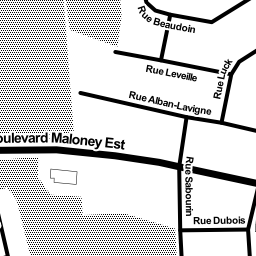 Rue Beaudoin
Rue Leveille
Rue Luck
Rue Alban-Lavigne
oulevard Maloney Est
Rue Sabourin
Rue Dubois